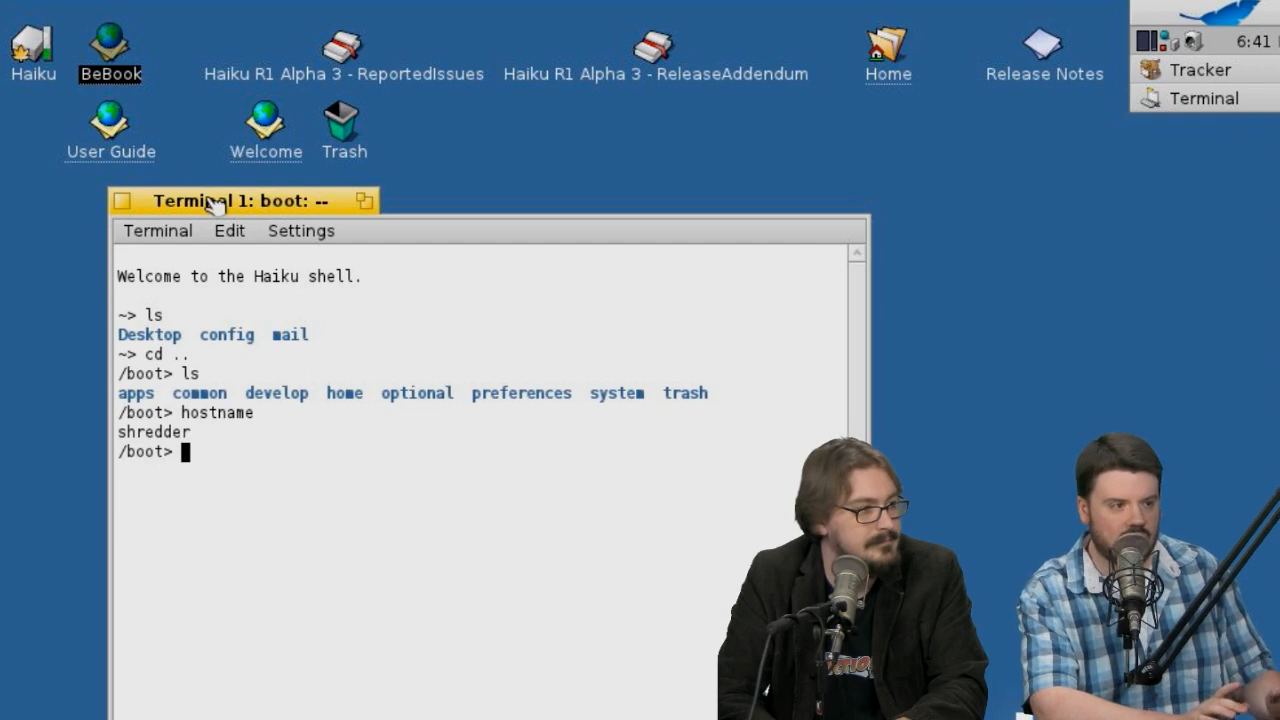 Haiku
BeBook
Haiku R1 Alpha 3 - ReportedIssues
Haiku R1 Alpha 3 - ReleaseAddendum
Home
Release Notes
6:41
Tracker
Terminal
User Guide
Welcome
Trash
Terminal 1: boot: --
Terminal Edit Settings
Welcome to the Haiku shell.
~> ls
Desktop config mail
~> cd ..
/boot> ls
apps common develop home optional preferences system trash
/boot> hostname
shredder
/boot>